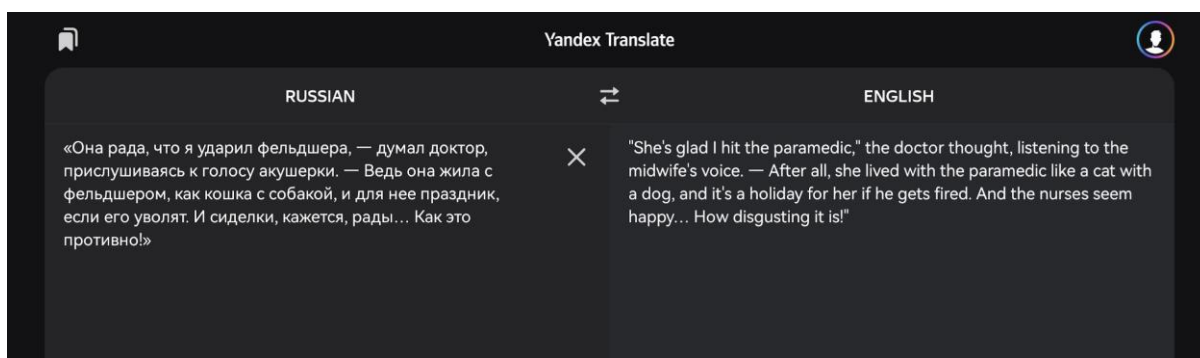 Yandex Translate
RUSSIAN
ENGLISH
«Она рада, что я ударил фельдшера, — думал доктор,
прислушиваясь к голосу акушерки. — Ведь она жила с
фельдшером, как кошка с собакой, и для нее праздник,
если его уволят. И сиделки, кажется, рады… Как это
противно!»
"She's glad I hit the paramedic," the doctor thought, listening to the
midwife's voice. — After all, she lived with the paramedic like a cat with
a dog, and it's a holiday for her if he gets fired. And the nurses seem
happy… How disgusting it is!"